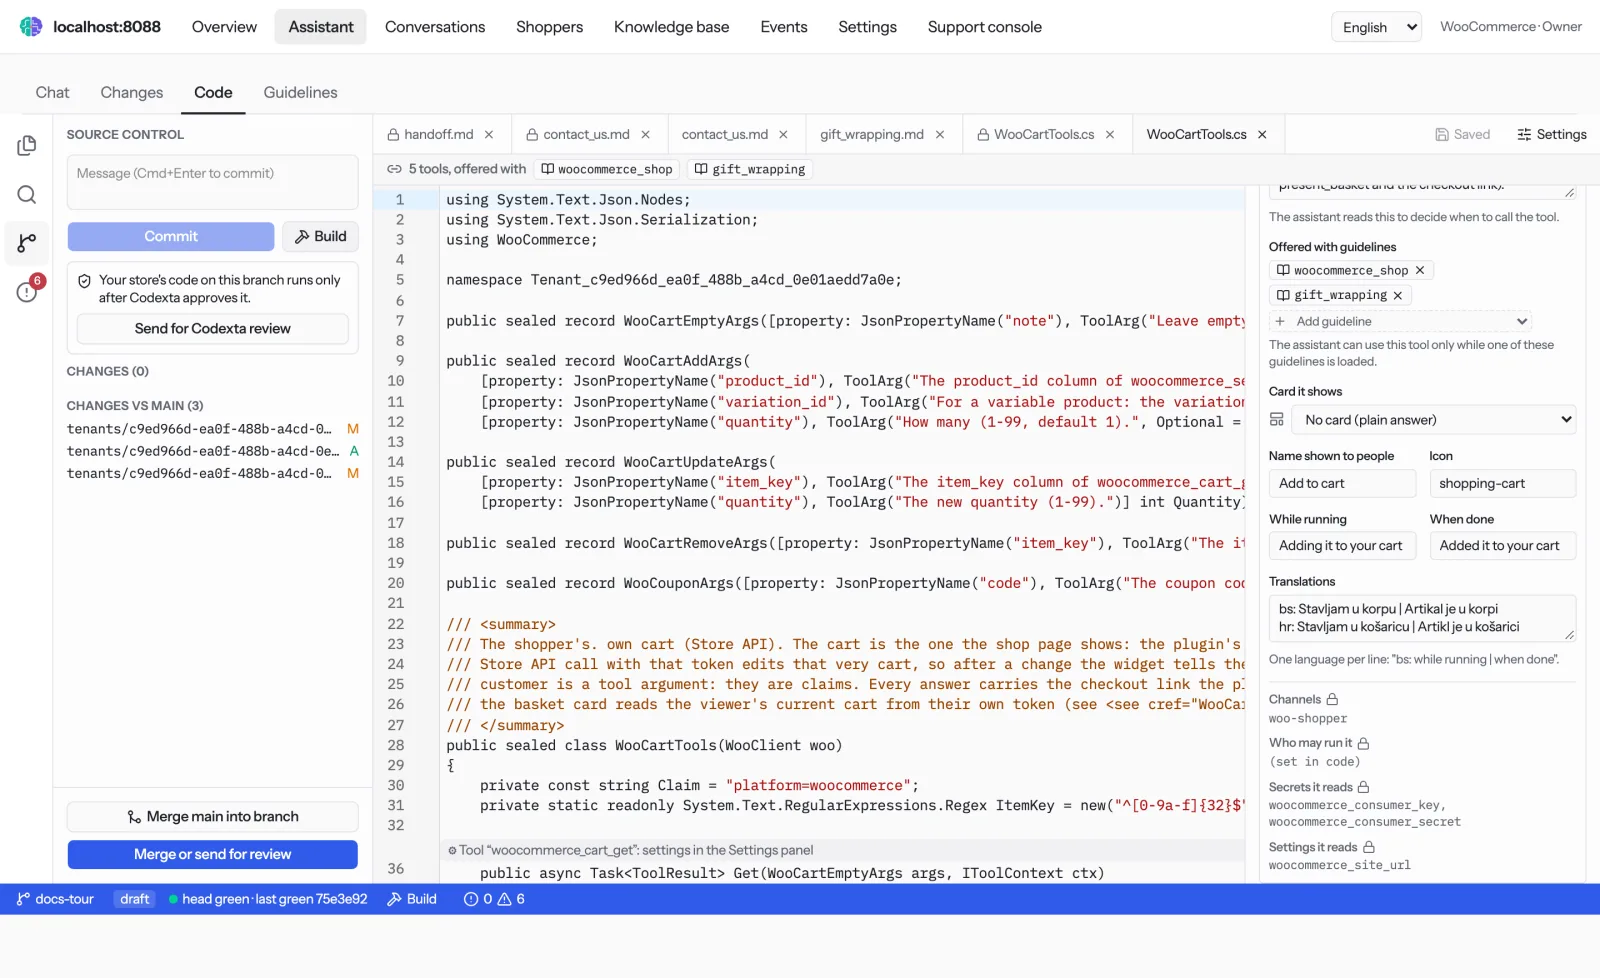 localhost:8088
Overview
Assistant
Conversations
Shoppers
Knowledge base
Events
Settings
Support console
English
WooCommerce · Owner
Chat
Changes
Code
Guidelines
SOURCE CONTROL
Message (Cmd+Enter to commit)
Commit
Build
Your store's code on this branch runs only
after Codexta approves it.
Send for Codexta review
CHANGES (0)
CHANGES VS MAIN (3)
tenants/c9ed966d-ea0f-488b-a4cd-0… M
tenants/c9ed966d-ea0f-488b-a4cd-0e… A
tenants/c9ed966d-ea0f-488b-a4cd-0… M
6
Merge main into branch
Merge or send for review
handoff.md
contact_us.md
contact_us.md
gift_wrapping.md
WooCartTools.cs
WooCartTools.cs
Saved
Settings
5 tools, offered with
woocommerce_shop
gift_wrapping
1 using System.Text.Json.Nodes;
2 using System.Text.Json.Serialization;
3 using WooCommerce;
4
5 namespace Tenant_c9ed966d_ea0f_488b_a4cd_0e01aedd7a0e;
6
7 public sealed record WooCartEmptyArgs([property: JsonPropertyName("note"), ToolArg("Leave empty
8
9 public sealed record WooCartAddArgs(
10 [property: JsonPropertyName("product_id"), ToolArg("The product_id column of woocommerce_se
11 [property: JsonPropertyName("variation_id"), ToolArg("For a variable product: the variation
12 [property: JsonPropertyName("quantity"), ToolArg("How many (1-99, default 1).", Optional =
13
14 public sealed record WooCartUpdateArgs(
15 [property: JsonPropertyName("item_key"), ToolArg("The item_key column of woocommerce_cart_g
16 [property: JsonPropertyName("quantity"), ToolArg("The new quantity (1-99).")] int Quantity)
17
18 public sealed record WooCartRemoveArgs([property: JsonPropertyName("item_key"), ToolArg("The it
19
20 public sealed record WooCouponArgs([property: JsonPropertyName("code"), ToolArg("The coupon cod
21
22 /// <summary>
23 /// The shopper's. own cart (Store API). The cart is the one the shop page shows: the plugin's
24 /// Store API call with that token edits that very cart, so after a change the widget tells the
25 /// customer is a tool argument: they are claims. Every answer carries the checkout link the pl
26 /// the basket card reads the viewer's current cart from their own token (see <see cref="WooCar
27 /// </summary>
28 public sealed class WooCartTools(WooClient woo)
29 {
30 private const string Claim = "platform=woocommerce";
31 private static readonly System.Text.RegularExpressions.Regex ItemKey = new("^[0-9a-f]{32}$"
32
Tool “woocommerce_cart_get”: settings in the Settings panel
36 public async Task<ToolResult> Get(WooCartEmptyArgs args, IToolContext ctx)
present_basket and the checkout link).
The assistant reads this to decide when to call the tool.
Offered with guidelines
woocommerce_shop
gift_wrapping
Add guideline
The assistant can use this tool only while one of these
guidelines is loaded.
Card it shows
No card (plain answer)
Name shown to people
Icon
Add to cart
shopping-cart
While running
When done
Adding it to your cart
Added it to your cart
Translations
bs: Stavljam u korpu | Artikal je u korpi
hr: Stavljam u košaricu | Artikl je u košarici
One language per line: "bs: while running | when done".
Channels
woo-shopper
Who may run it
(set in code)
Secrets it reads
woocommerce_consumer_key,
woocommerce_consumer_secret
Settings it reads
woocommerce_site_url
docs-tour
draft
head green · last green 75e3e92
Build
0
6